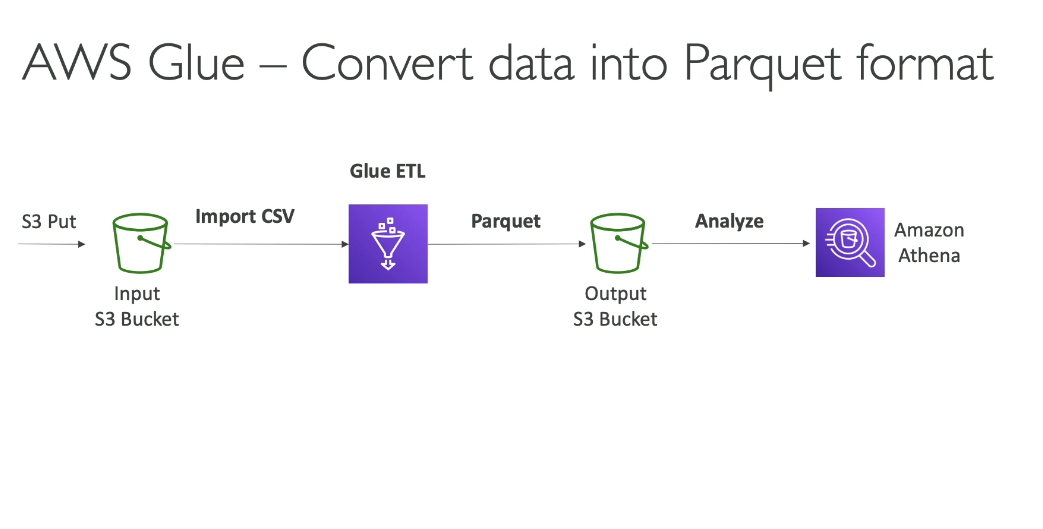 AWS Glue – Convert data into Parquet format
Glue ETL
S3 Put
Import CSV
Parquet
Analyze
Amazon
Athena
Input
S3 Bucket
Output
S3 Bucket